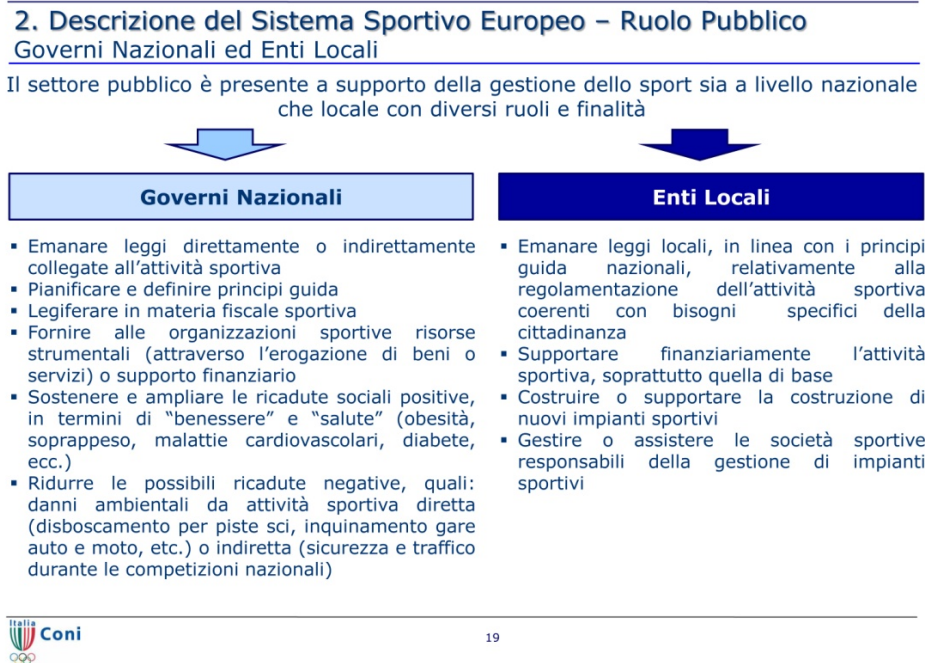 2. Descrizione del Sistema Sportivo Europeo – Ruolo Pubblico
Governi Nazionali ed Enti Locali
Il settore pubblico è presente a supporto della gestione dello sport sia a livello nazionale
che locale con diversi ruoli e finalità
Governi Nazionali
▪ Emanare leggi direttamente o indirettamente
collegate all'attività sportiva
▪ Pianificare e definire principi guida
▪ Legiferare in materia fiscale sportiva
▪ Fornire alle organizzazioni sportive risorse
strumentali (attraverso l'erogazione di beni o
servizi) o supporto finanziario
▪ Sostenere e ampliare le ricadute sociali positive,
in termini di "benessere" e "salute" (obesità,
soprappeso, malattie cardiovascolari, diabete,
ecc.)
▪ Ridurre le possibili ricadute negative, quali:
danni ambientali da attività sportiva diretta
(disboscamento per piste sci, inquinamento gare
auto e moto, etc.) o indiretta (sicurezza e traffico
durante le competizioni nazionali)
Enti Locali
▪ Emanare leggi locali, in linea con i principi
guida nazionali, relativamente alla
regolamentazione dell'attività sportiva
coerenti con bisogni specifici della
cittadinanza
▪ Supportare finanziariamente l'attività
sportiva, soprattutto quella di base
▪ Costruire o supportare la costruzione di
nuovi impianti sportivi
▪ Gestire o assistere le società sportive
responsabili della gestione di impianti
sportivi
Italia
Coni
19